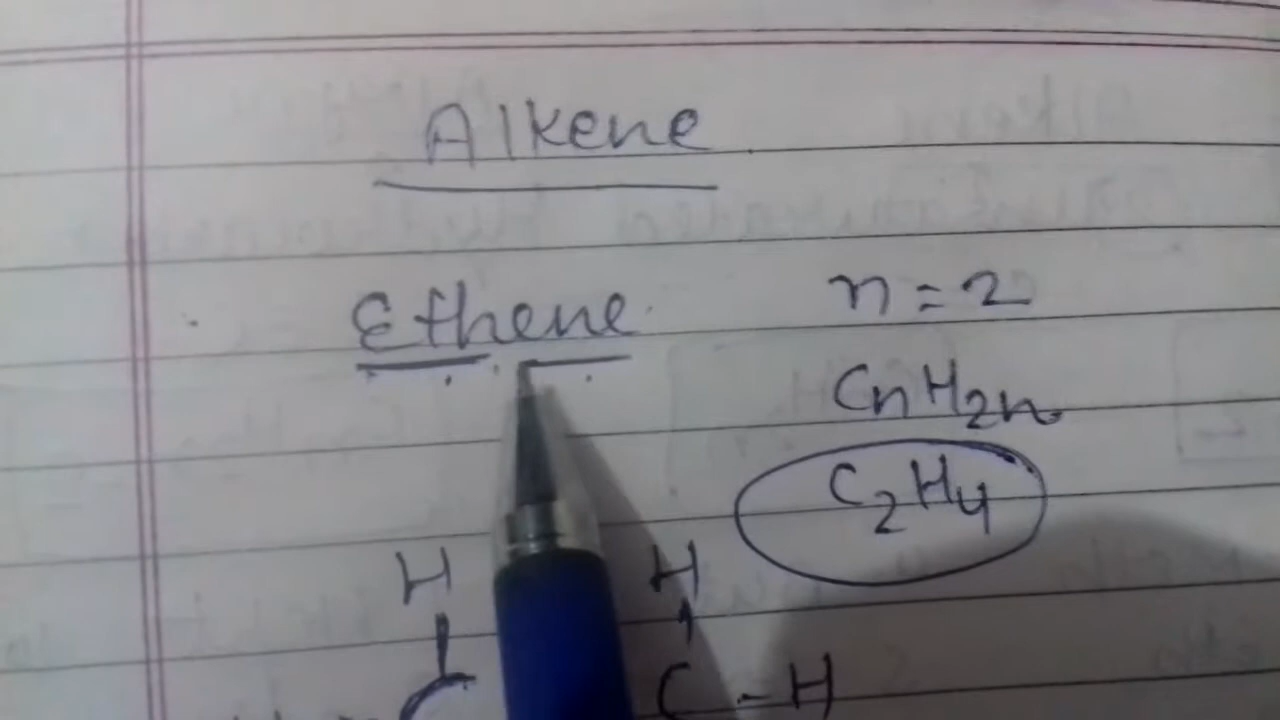 Alkene
Ethene n = 2
CnH2n
C2H4
H H
C C - H